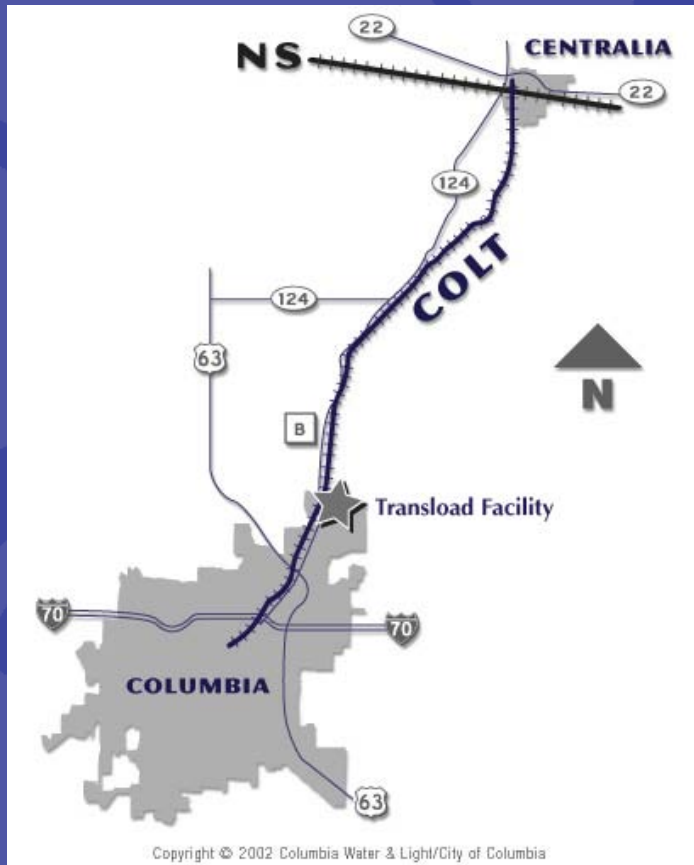 22
CENTRALIA
NS
22
124
COLT
124
63
N
B
Transload Facility
70
70
COLUMBIA
63
Copyright © 2002 Columbia Water & Light/City of Columbia